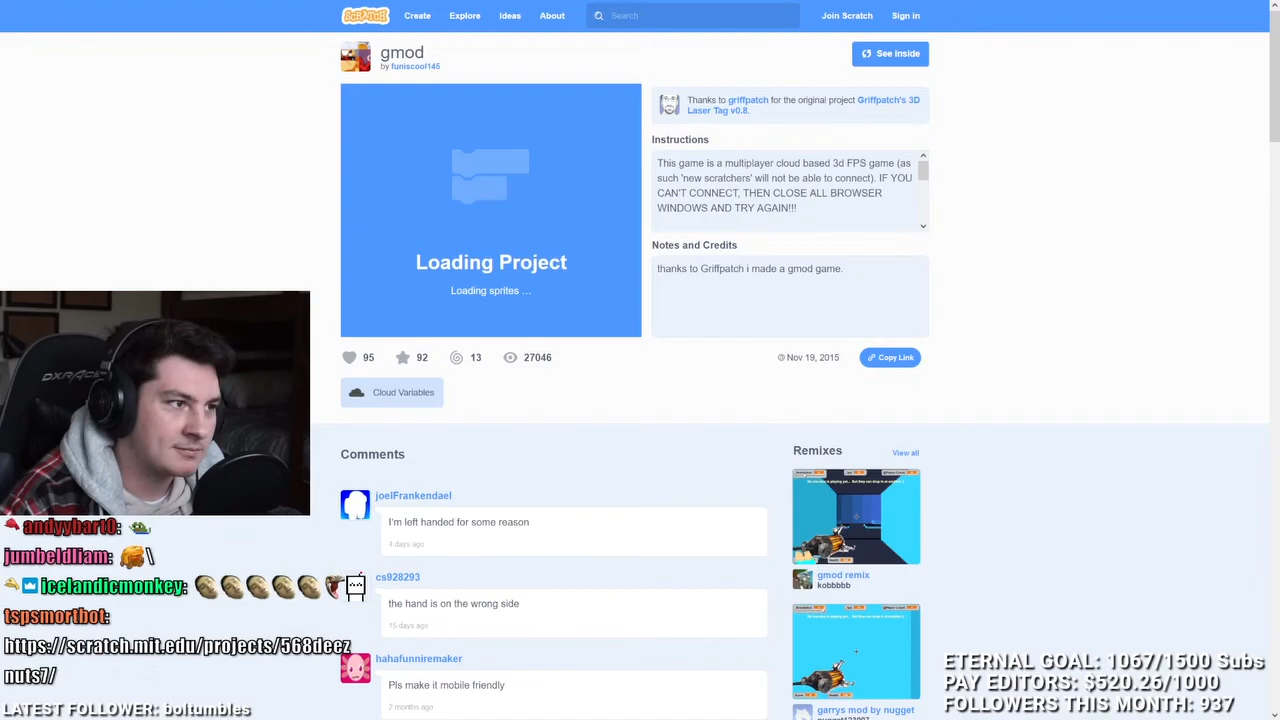 SCRATCH
Create
Explore
Ideas
About
Search
Join Scratch
Sign in
gmod
by funiscool145
See inside
Loading Project
Loading sprites …
Thanks to griffpatch for the original project Griffpatch's 3D
Laser Tag v0.8.
Instructions
This game is a multiplayer cloud based 3d FPS game (as
such 'new scratchers' will not be able to connect). IF YOU
CAN'T CONNECT, THEN CLOSE ALL BROWSER
WINDOWS AND TRY AGAIN!!!
Notes and Credits
thanks to Griffpatch i made a gmod game.
95
92
13
27046
© Nov 19, 2015
Copy Link
Cloud Variables
Comments
joelFrankendael
I'm left handed for some reason
4 days ago
cs928293
the hand is on the wrong side
15 days ago
hahafunniremaker
Pls make it mobile friendly
2 months ago
Remixes
View all
gmod remix
kobbbbb
garrys mod by nugget
DXRACER
andyybart0:
jumbeldliam: \
icelandicmonkey:
tspsmorthot:
https://scratch.mit.edu/projects/568deez
nuts7/
LATEST FOLLOWER: boltumbles
ETERNAL GOAL: 1067/1500 Subs
PAY EDITORS: $520.26/1000
FOLLOWERS THIS MONTH: 937